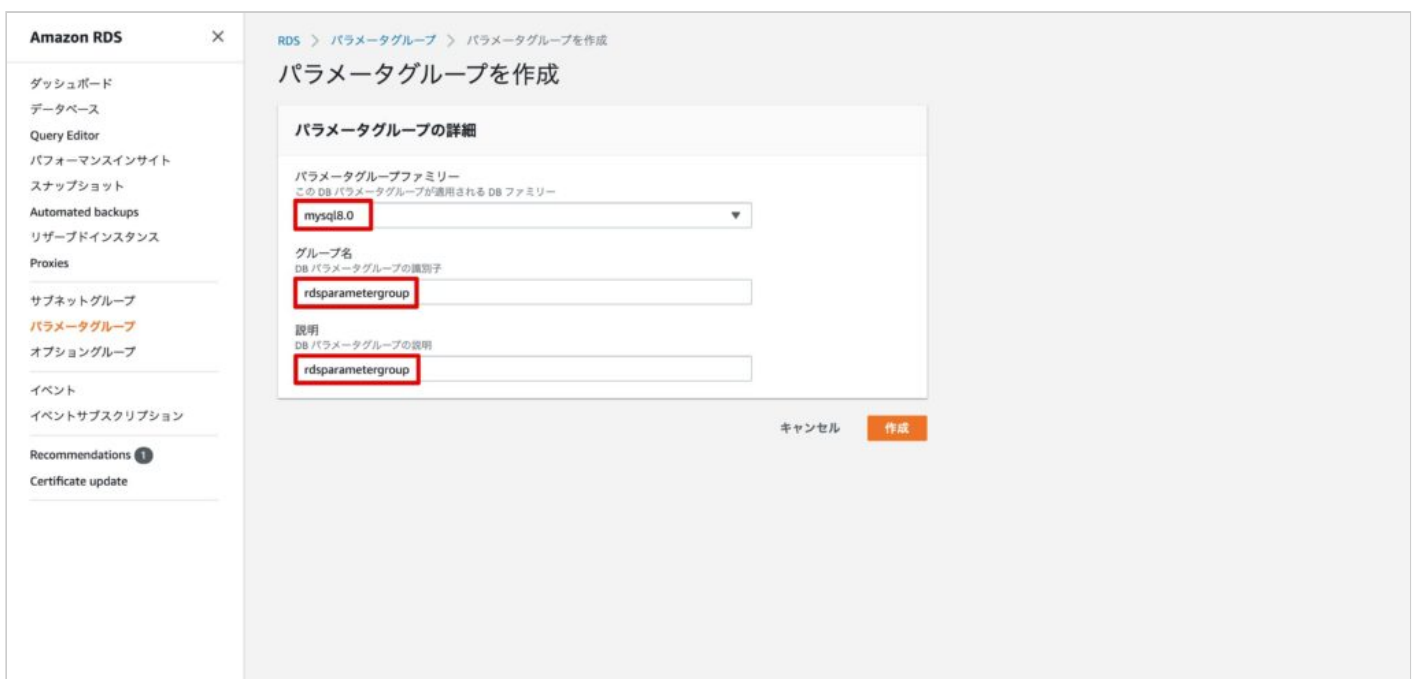 Amazon RDS
ダッシュボード
データベース
Query Editor
パフォーマンスインサイト
スナップショット
Automated backups
リザーブドインスタンス
Proxies
サブネットグループ
パラメータグループ
オプショングループ
イベント
イベントサブスクリプション
Recommendations 1
Certificate update
RDS > パラメータグループ > パラメータグループを作成
パラメータグループを作成
パラメータグループの詳細
パラメータグループファミリー
この DB パラメータグループが適用される DB ファミリー
mysql8.0
グループ名
DB パラメータグループの識別子
rdsparametergroup
説明
DB パラメータグループの説明
rdsparametergroup
キャンセル 作成